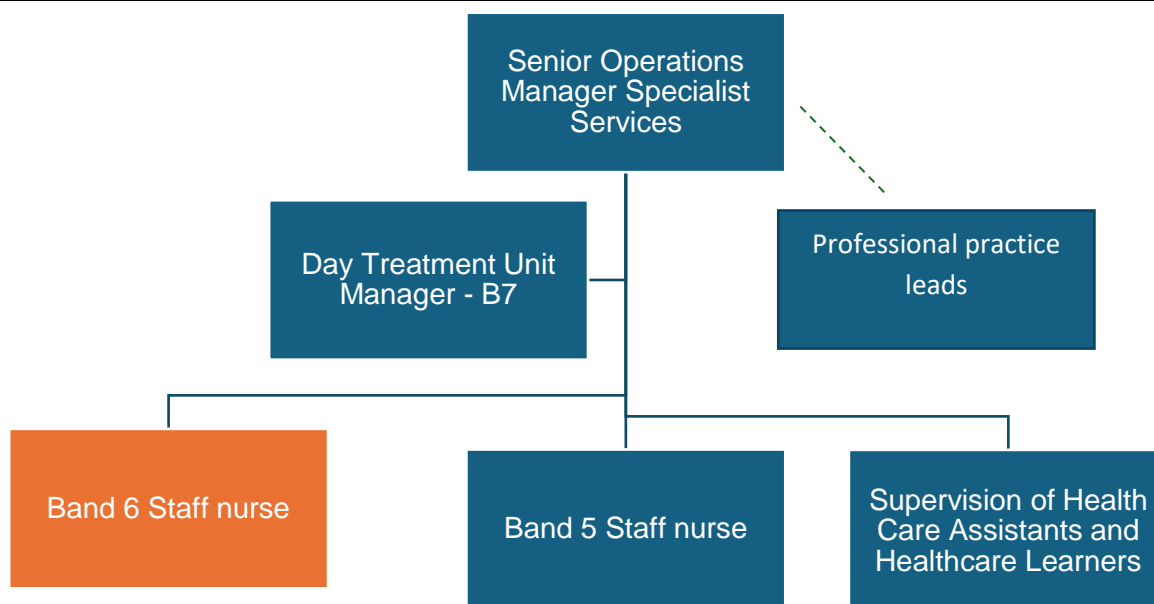 Senior Operations
Manager Specialist
Services
Day Treatment Unit
Manager - B7
Professional practice
leads
Band 6 Staff nurse
Band 5 Staff nurse
Supervision of Health
Care Assistants and
Healthcare Learners